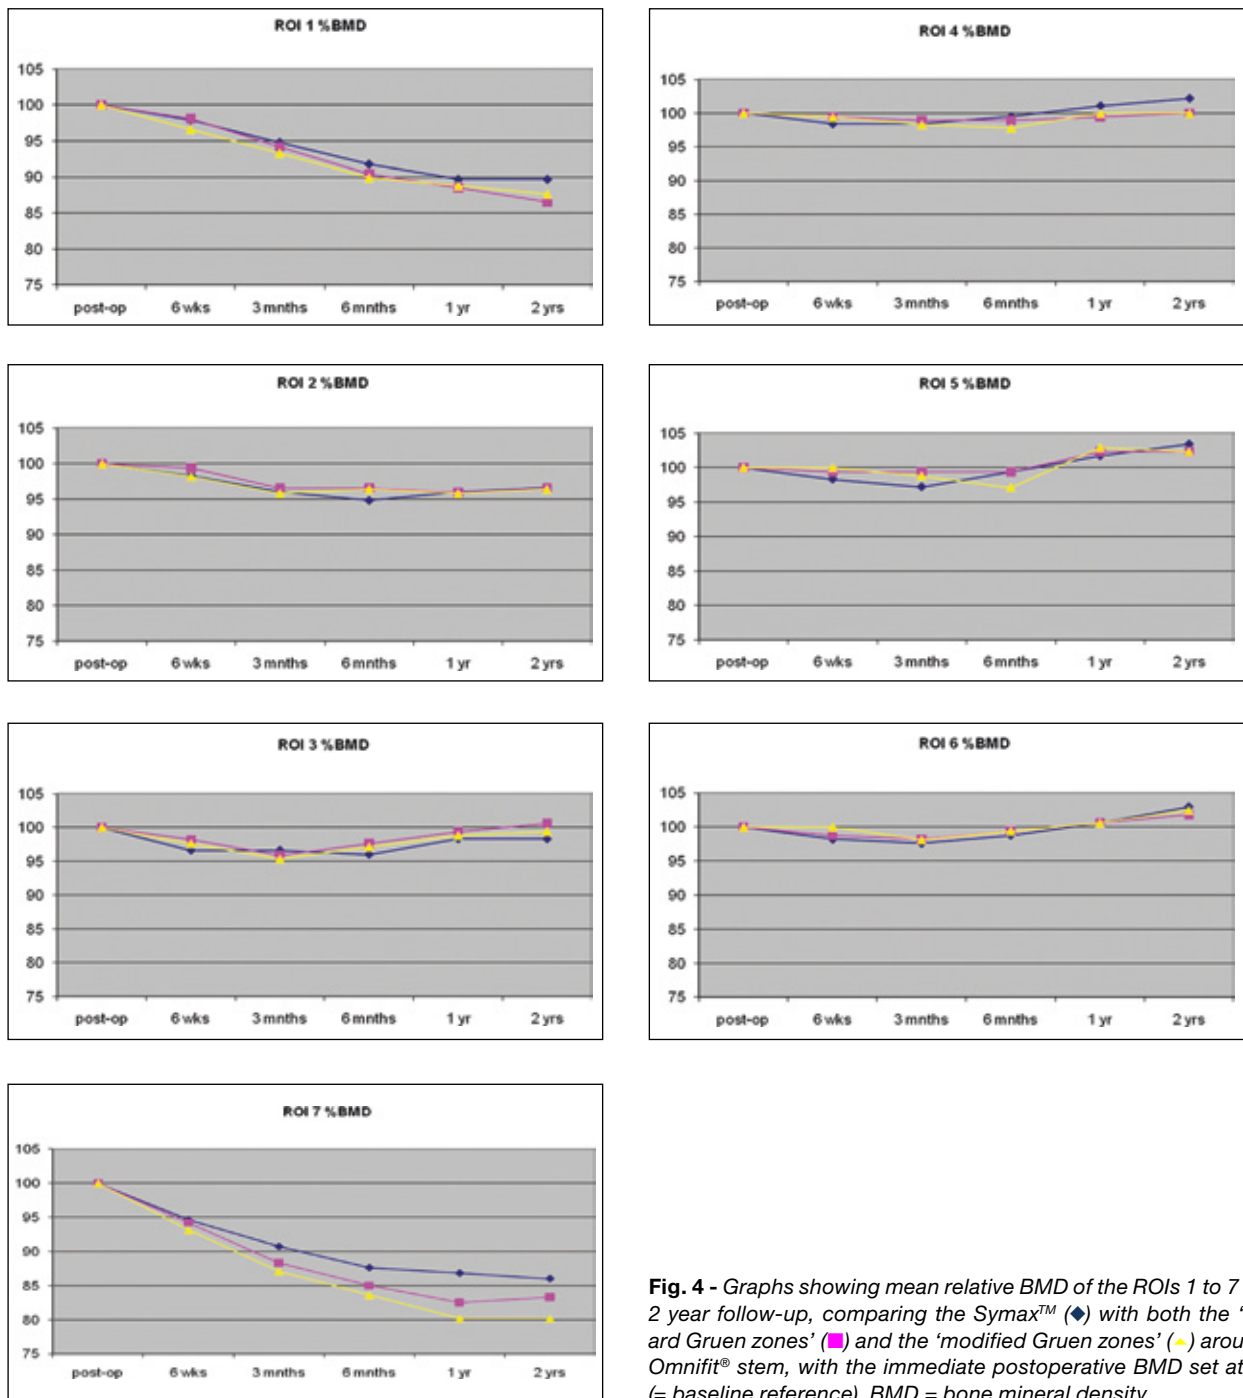 ROI 1 %BMD
105
100
95
90
85
80
75
post-op 6 wks 3 mnths 6 mnths 1 yr 2 yrs
ROI 4 %BMD
105
100
95
90
85
80
75
post-op 6 wks 3 mnths 6 mnths 1 yr 2 yrs
ROI 2 %BMD
105
100
95
90
85
80
75
post-op 6 wks 3 mnths 6 mnths 1 yr 2 yrs
ROI 5 %BMD
105
100
95
90
85
80
75
post-op 6 wks 3 mnths 6 mnths 1 yr 2 yrs
ROI 3 %BMD
105
100
95
90
85
80
75
post-op 6 wks 3 mnths 6 mnths 1 yr 2 yrs
ROI 6 %BMD
105
100
95
90
85
80
75
post-op 6 wks 3 mnths 6 mnths 1 yr 2 yrs
ROI 7 %BMD
105
100
95
90
85
80
75
post-op 6 wks 3 mnths 6 mnths 1 yr 2 yrs
Fig. 4 - Graphs showing mean relative BMD of the ROIs 1 to 7
2 year follow-up, comparing the Symax™ (◆) with both the ‘
ard Gruen zones’ (■) and the ‘modified Gruen zones’ (▲) arou
Omnifit® stem, with the immediate postoperative BMD set at
(= baseline reference). BMD = bone mineral density